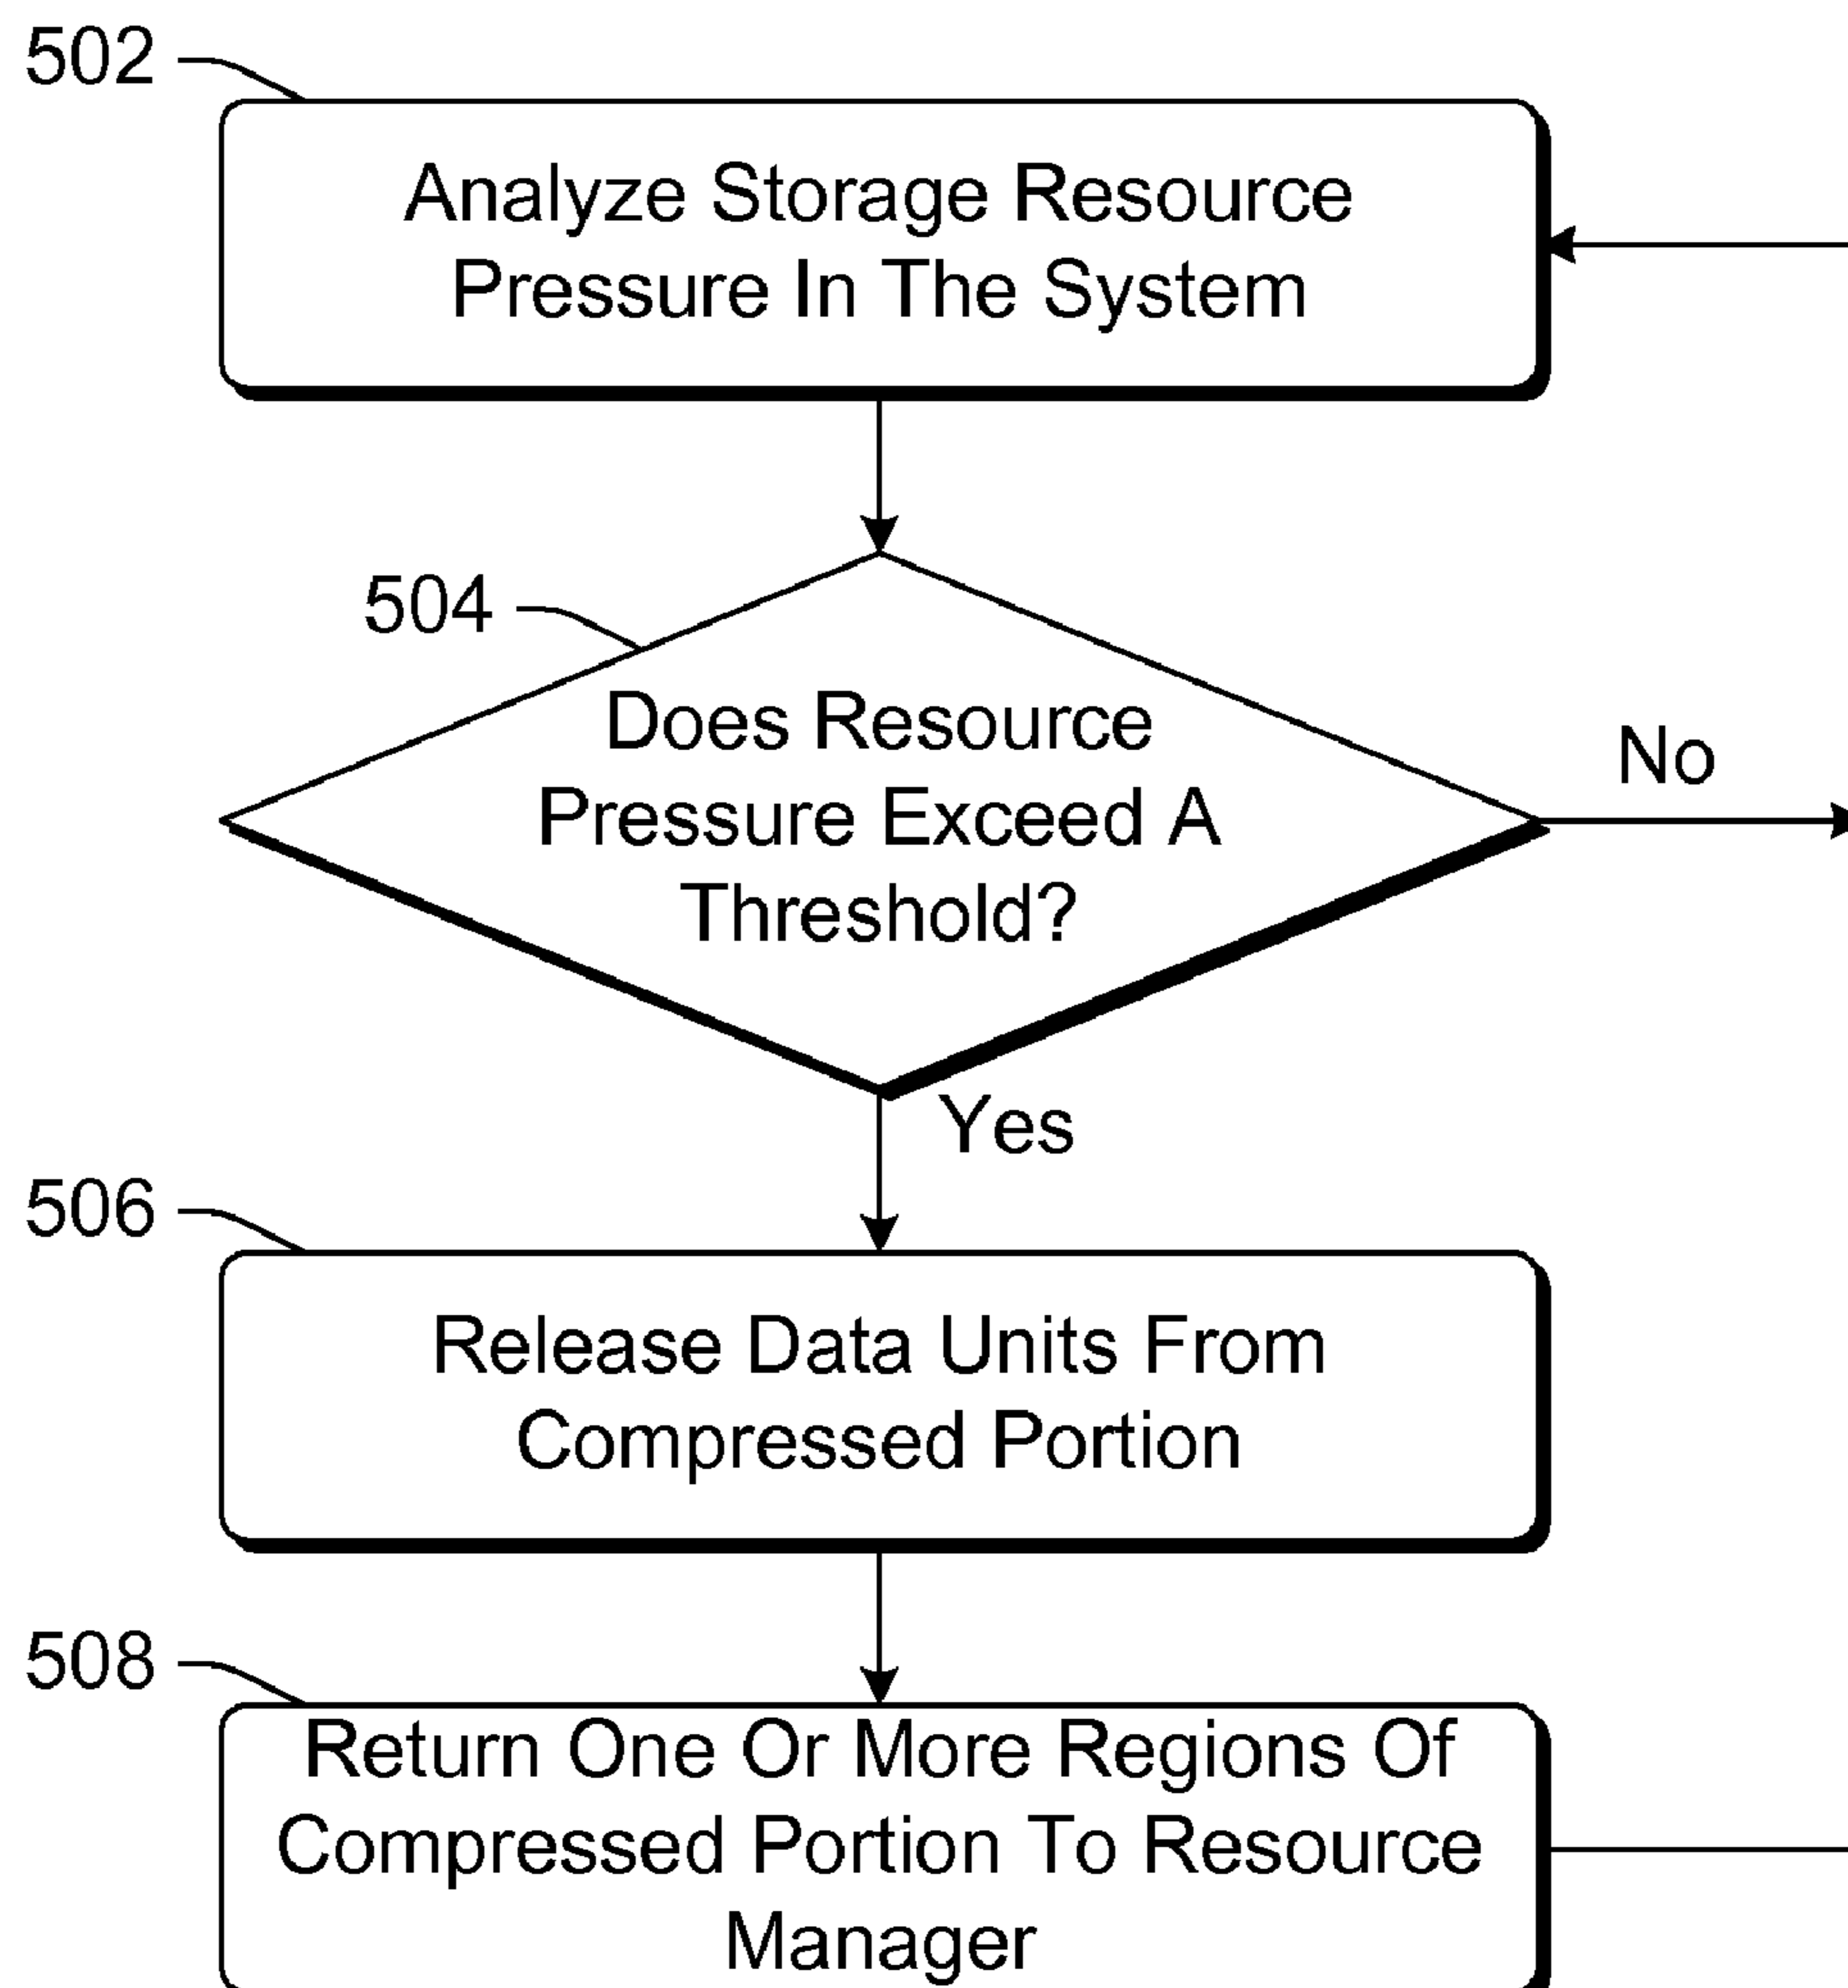 502
Analyze Storage Resource
Pressure In The System
504
Does Resource
Pressure Exceed A
Threshold?
No
Yes
506
Release Data Units From
Compressed Portion
508
Return One Or More Regions Of
Compressed Portion To Resource
Manager